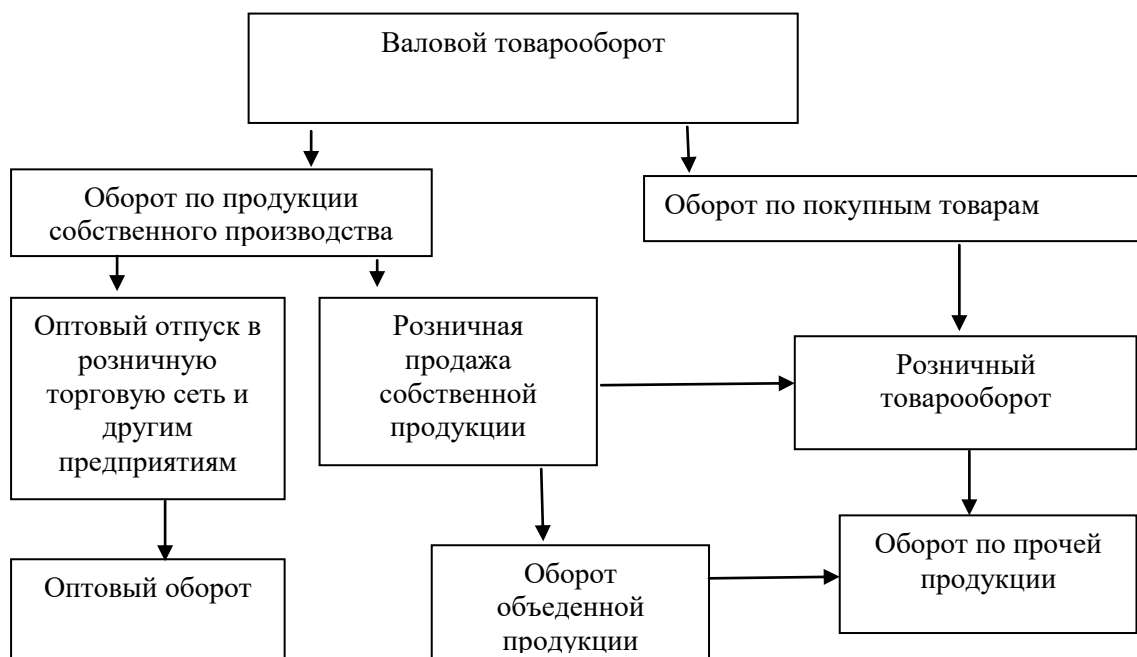 Валовой товарооборот
Оборот по продукции
собственного производства
Оборот по покупным товарам
Оптовый отпуск в
розничную
торговую сеть и
другим
предприятиям
Розничная
продажа
собственной
продукции
Розничный
товарооборот
Оптовый оборот
Оборот
объеденной
продукции
Оборот по прочей
продукции